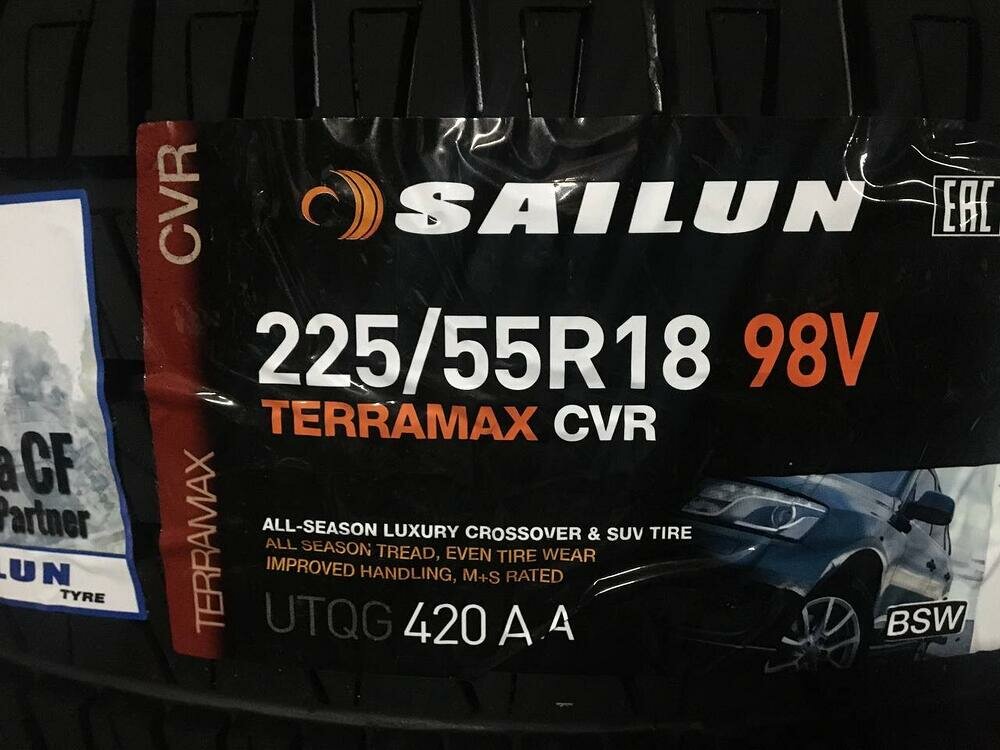 CVR
SAILUN
EAC
225/55R18 98V
TERRAMAX CVR
TERRAMAX
ALL-SEASON LUXURY CROSSOVER & SUV TIRE
ALL SEASON TREAD, EVEN TIRE WEAR
IMPROVED HANDLING, M+S RATED
UTQG 420 A A
BSW
a CF
Partner
LUN
TYRE